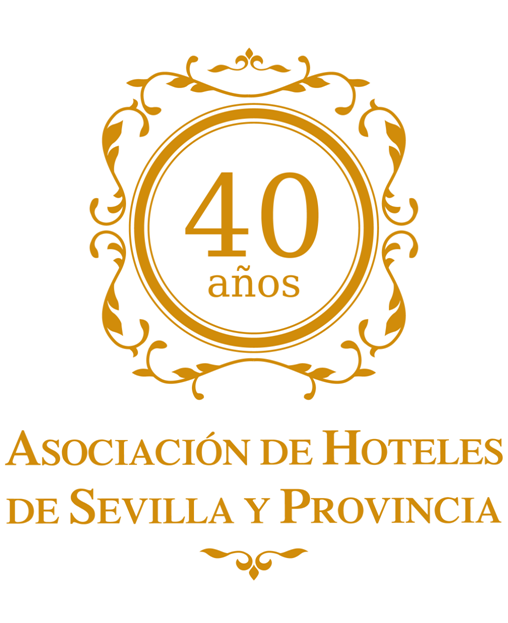 40
años
ASOCIACIÓN DE HOTELES
DE SEVILLA Y PROVINCIA